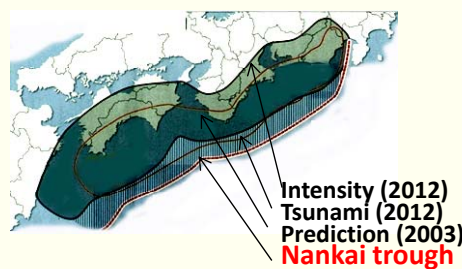 Intensity (2012)
Tsunami (2012)
Prediction (2003)
Nankai trough